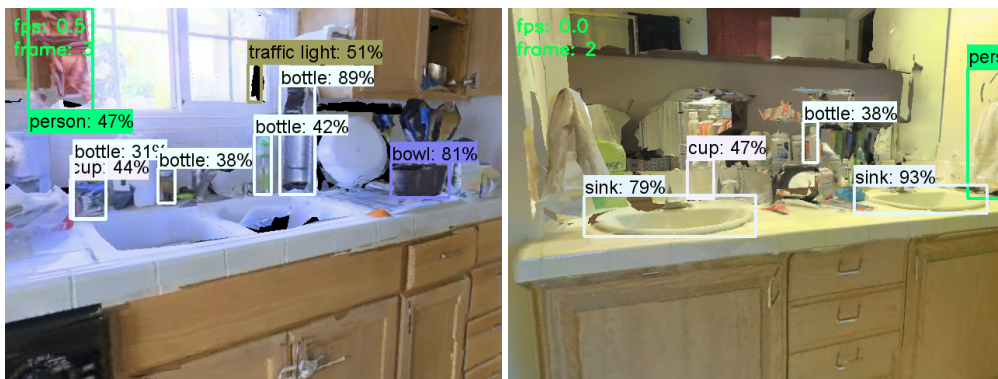 fps: 0.5
frame: 3
traffic light: 51%
bottle: 89%
person: 47%
bottle: 42%
bottle: 31%
cup: 44%
bottle: 38%
bowl: 81%
fps: 0.0
frame: 2
bottle: 38%
cup: 47%
sink: 79%
sink: 93%